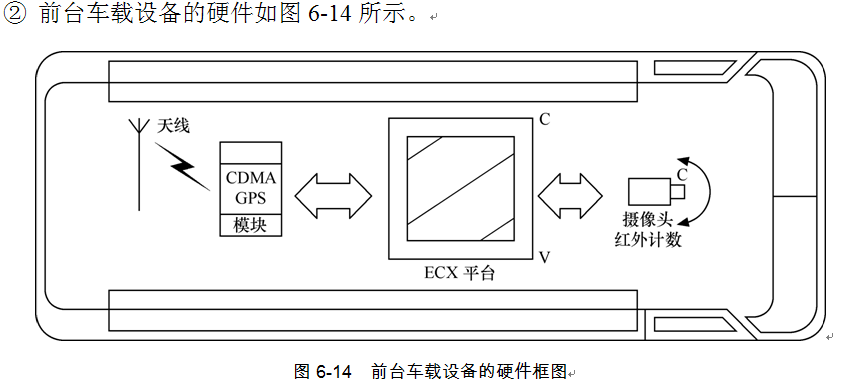 ② 前台车载设备的硬件如图 6-14 所示。
天线
CDMA
GPS
模块
C
V
ECX 平台
C
摄像头
红外计数
图 6-14 前台车载设备的硬件框图